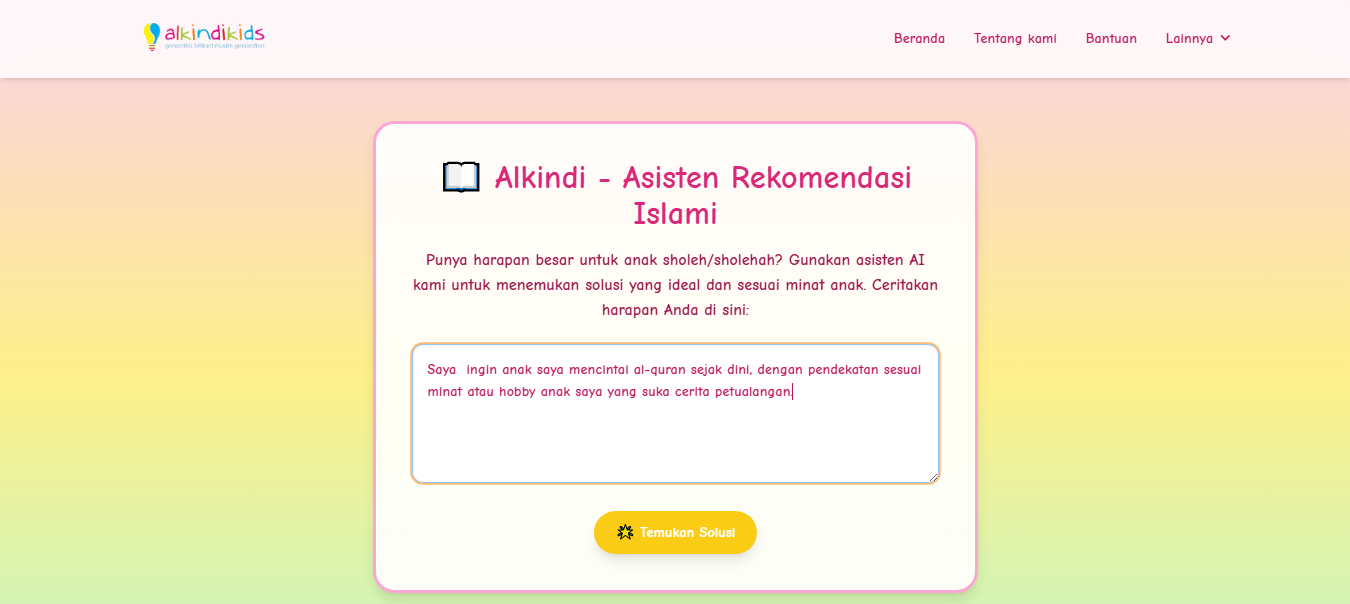 alkindikids
generates brilliant muslim generation
Beranda
Tentang kami
Bantuan
Lainnya
Alkindi - Asisten Rekomendasi
Islami
Punya harapan besar untuk anak sholeh/sholehah? Gunakan asisten AI
kami untuk menemukan solusi yang ideal dan sesuai minat anak. Ceritakan
harapan Anda di sini:
Saya  ingin anak saya mencintai al-quran sejak dini, dengan pendekatan sesuai
minat atau hobby anak saya yang suka cerita petualangan.
Temukan Solusi